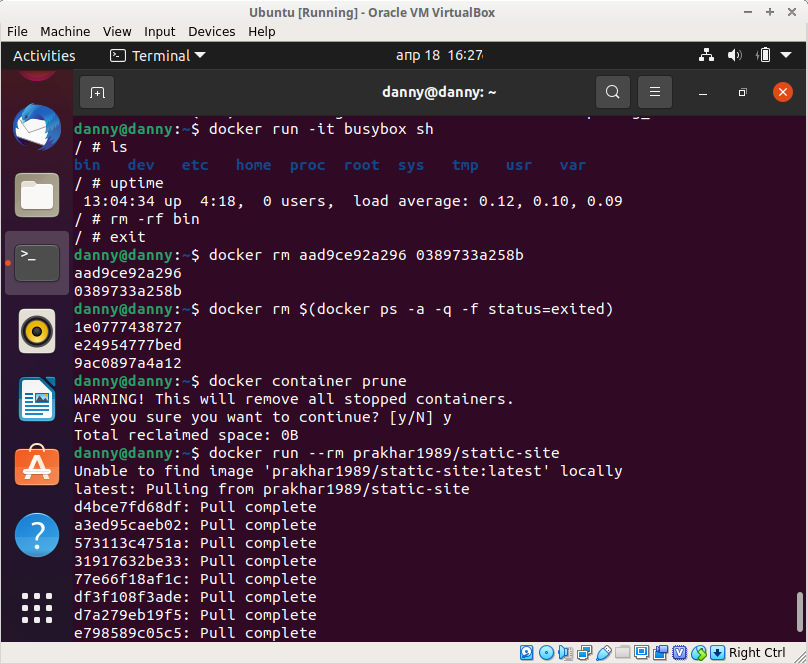 Ubuntu [Running] - Oracle VM VirtualBox
File Machine View Input Devices Help
Activities Terminal апр 18 16:27
danny@danny: ~
danny@danny:~$ docker run -it busybox sh
/ # ls
bin dev etc home proc root sys tmp usr var
/ # uptime
13:04:34 up 4:18, 0 users, load average: 0.12, 0.10, 0.09
/ # rm -rf bin
/ # exit
danny@danny:~$ docker rm aad9ce92a296 0389733a258b
aad9ce92a296
0389733a258b
danny@danny:~$ docker rm $(docker ps -a -q -f status=exited)
1e0777438727
e24954777bed
9ac0897a4a12
danny@danny:~$ docker container prune
WARNING! This will remove all stopped containers.
Are you sure you want to continue? [y/N] y
Total reclaimed space: 0B
danny@danny:~$ docker run --rm prakhar1989/static-site
Unable to find image 'prakhar1989/static-site:latest' locally
latest: Pulling from prakhar1989/static-site
d4bce7fd68df: Pull complete
a3ed95caeb02: Pull complete
573113c4751a: Pull complete
31917632be33: Pull complete
77e66f18af1c: Pull complete
df3f108f3ade: Pull complete
d7a279eb19f5: Pull complete
e798589c05c5: Pull complete
Right Ctrl